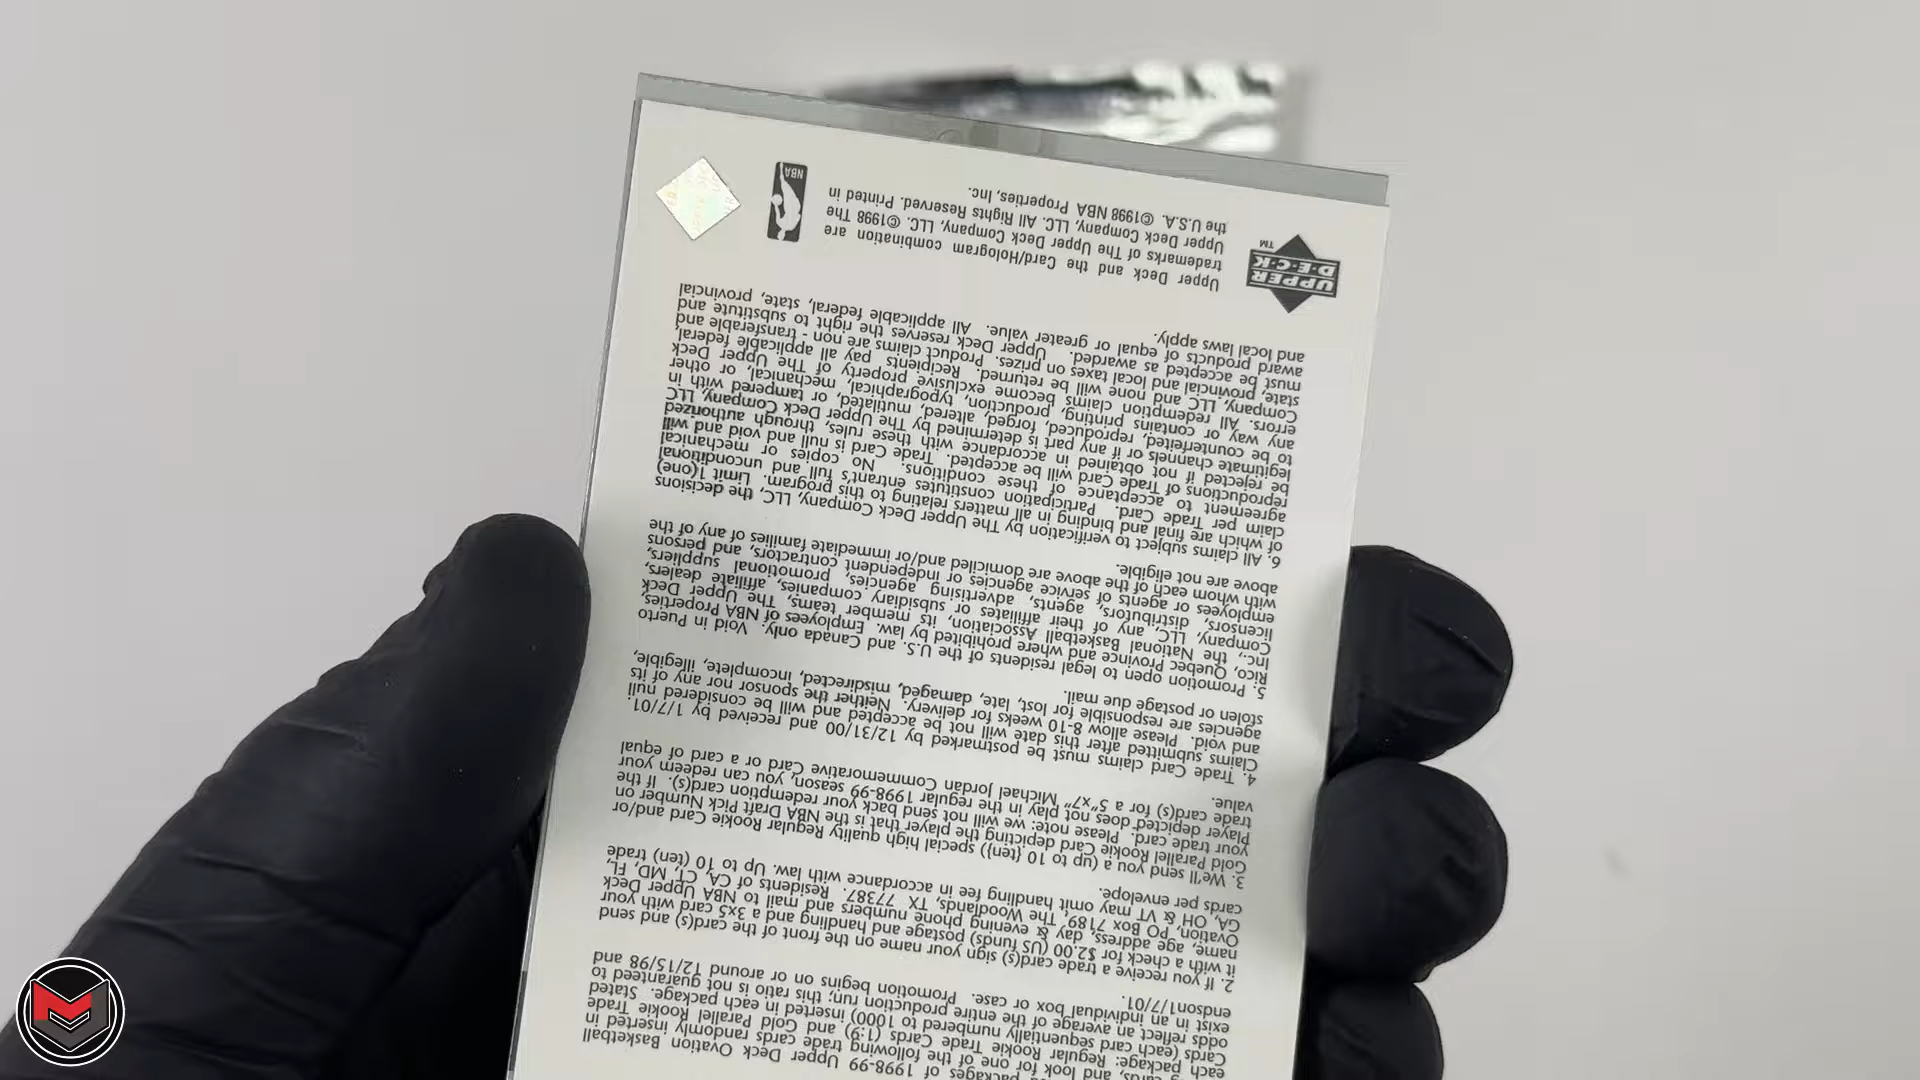 packages of 1998-99 Upper Deck Ovation Basketball
cards, and look for one of the following trade cards randomly inserted in
each package: Regular Rookie Trade Cards (1:9) and Gold Parallel Rookie Trade
Cards (each card sequentially numbered to 1000) inserted in each package. Stated
odds reflect an average of the entire production run; this ratio is not guaranteed to
exist in an individual box or case. Promotion begins on or around 12/15/98 and
endson1/7/01.
2. If you receive a trade card(s) sign your name on the front of the card(s) and send
it with a check for $2.00 (US funds) postage and handling and a 3x5 card with your
name, age address, day & evening phone numbers and mail to NBA Upper Deck
Ovation, PO Box 7189, The Woodlands, TX 77387. Residents of CA, CT, MD, FL,
GA, OH & VT may omit handling fee in accordance with law. Up to 10 (ten) trade
cards per envelope.
3. We'll send you a (up to 10 {ten}) special high quality Regular Rookie Card and/or
Gold Parallel Rookie Card depicting the player that is the NBA Draft Pick Number on
your trade card. Please note: we will not send back your redemption card(s). If the
Player depicted does not play in the regular 1998-99 season, you can redeem your
trade card(s) for a 5"x7" Michael Jordan Commemorative Card or a card of equal
value.
4. Trade Card claims must be postmarked by 12/31/00 and received by 1/7/01.
Claims submitted after this date will not be accepted and will be considered null
and void. Please allow 8-10 weeks for delivery. Neither the sponsor nor any of its
agencies are responsible for lost, late, damaged, misdirected, incomplete, illegible,
stolen or postage due mail.
5. Promotion open to legal residents of the U.S. and Canada only. Void in Puerto
Rico, Quebec Province and where prohibited by law. Employees of NBA Properties,
Inc., the National Basketball Association, its member teams, The Upper Deck
Company, LLC, any of their affiliates or subsidiary companies, affiliate dealers,
licensors, distributors, agents, advertising agencies, promotional suppliers,
employees or agents of service agencies or independent contractors, and persons
with whom each of the above are domiciled and/or immediate families of any of the
above are not eligible.
6. All claims subject to verification by The Upper Deck Company, LLC, the decisions
of which are final and binding in all matters relating to this program. Limit 1(one)
claim per Trade Card. Participation constitutes entrant's full and unconditional
agreement to acceptance of these conditions. No copies or mechanical
reproductions of Trade Card will be accepted. Trade Card is null and void and will
be rejected if not obtained in accordance with these rules, through authorized
legitimate channels or if any part is determined by The Upper Deck Company, LLC
to be counterfeited, reproduced, forged, altered, mutilated, or tampered with in
any way or contains printing, production, typographical, mechanical, or other
errors. All redemption claims become exclusive property of The Upper Deck
Company, LLC and none will be returned. Recipients pay all applicable federal,
state, provincial and local taxes on prizes. Product claims are non - transferable and
must be accepted as awarded. Upper Deck reserves the right to substitute and
award products of equal or greater value. All applicable federal, state, provincial
and local laws apply.
UPPER
D·E·C·K
TM
Upper Deck and the Card/Hologram combination are
trademarks of The Upper Deck Company, LLC. ©1998 The
Upper Deck Company, LLC. All Rights Reserved. Printed in
the U.S.A. © 1998 NBA Properties, Inc.
NBA